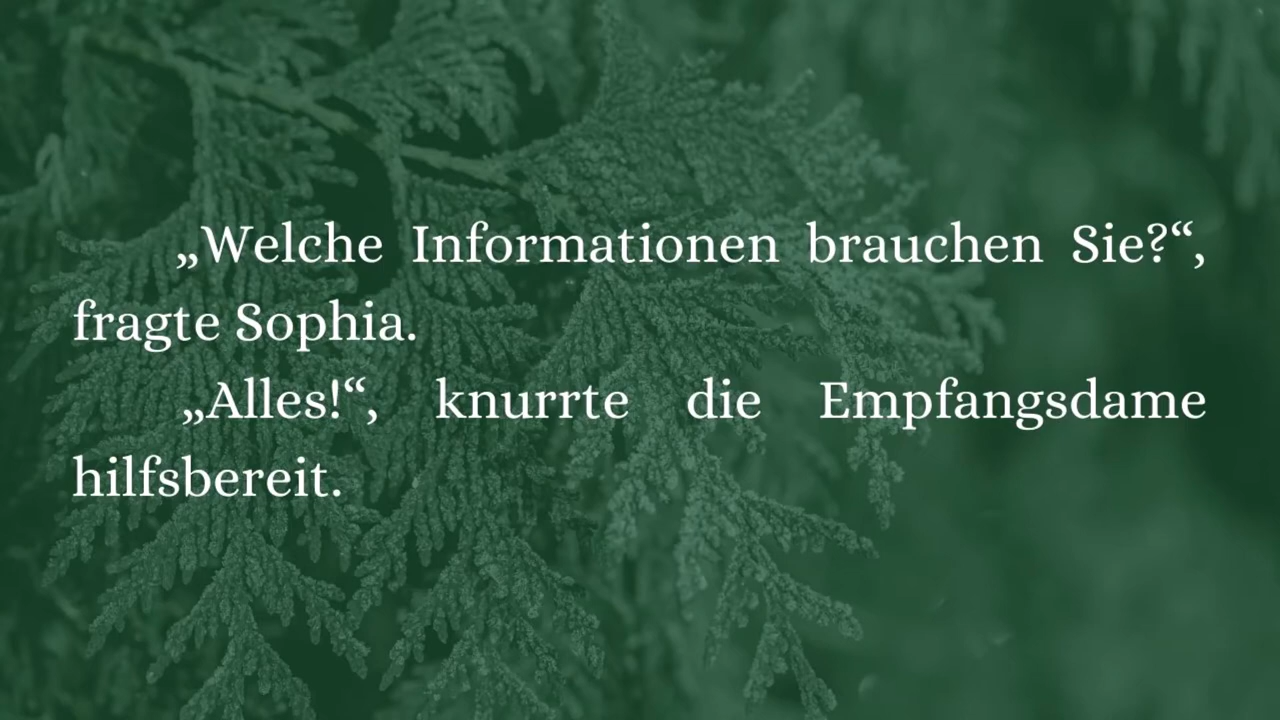 „Welche Informationen brauchen Sie?“,
fragte Sophia.
„Alles!“, knurrte die Empfangsdame
hilfsbereit.